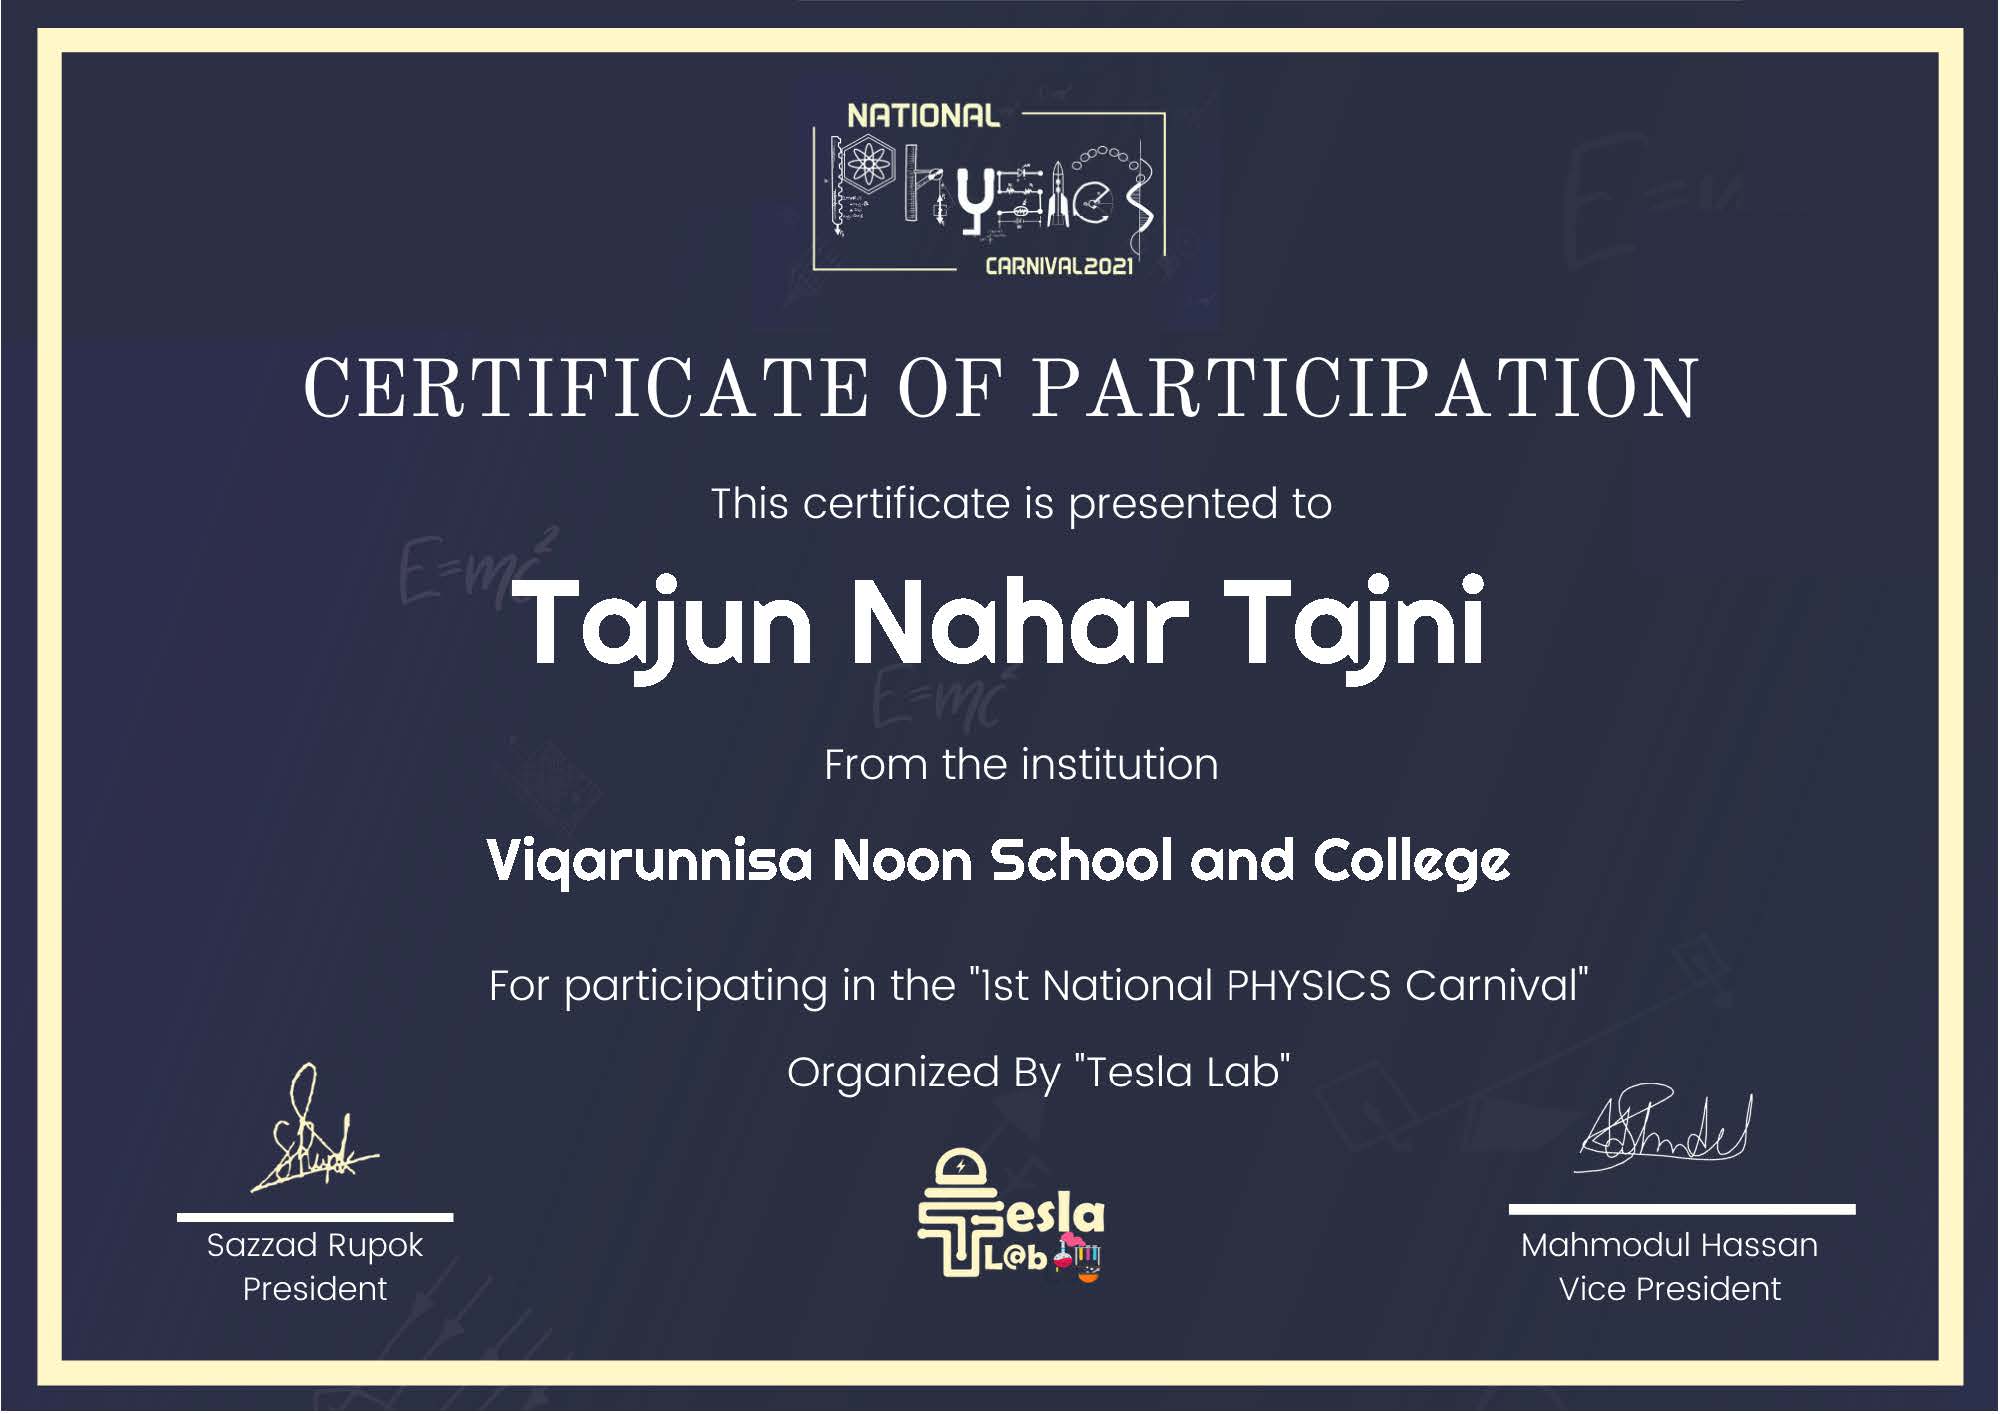 NATIONAL
Physics
CARNIVAL2021
CERTIFICATE OF PARTICIPATION
This certificate is presented to
E=mc²
Tajun Nahar Tajni
E=mc²
From the institution
Viqarunnisa Noon School and College
For participating in the "1st National PHYSICS Carnival"
Organized By "Tesla Lab"
Tesla
L@b
Sazzad Rupok
President
Mahmodul Hassan
Vice President